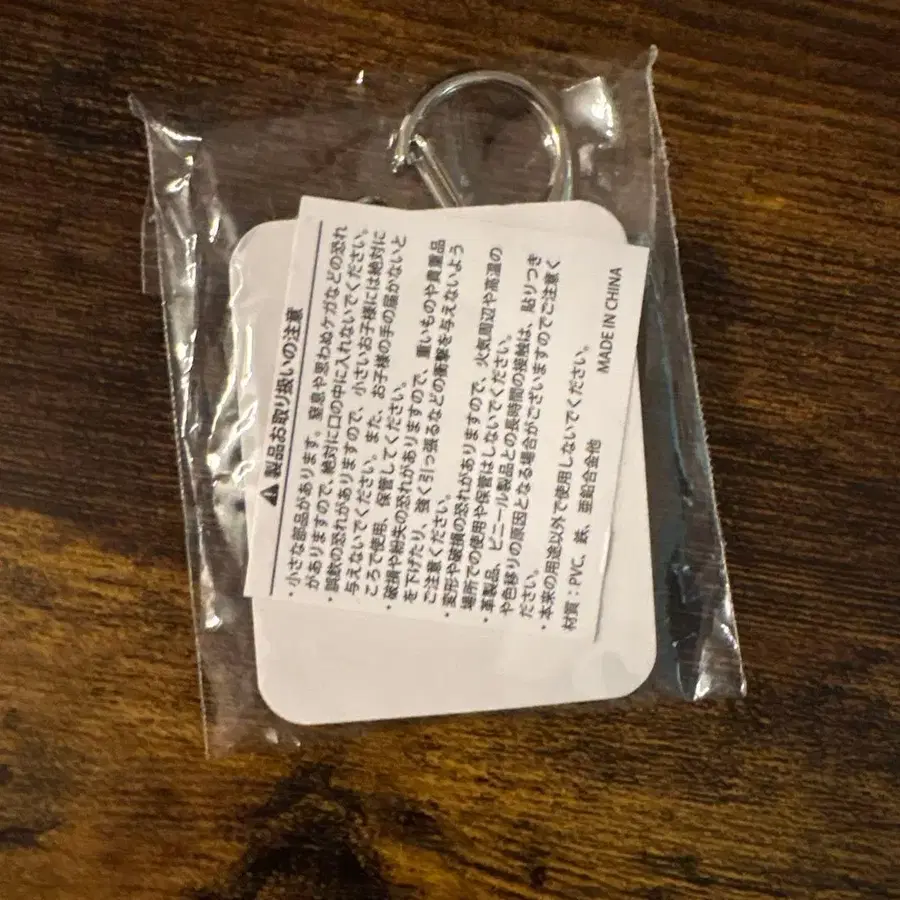 ⚠製品お取り扱いの注意
・小さな部品があります。窒息や思わぬケガなどの恐れ
がありますので、絶対に口の中に入れないでください。
・誤飲の恐れがありますので、小さいお子様には絶対に
与えないでください。また、お子様の手の届かないと
ころで使用、保管してください。
・破損や紛失の恐れがありますので、重いものや貴重品
を下げたり、強く引っ張るなどの衝撃を与えないよう
ご注意ください。
・変形や破損の恐れがありますので、火気周辺や高温の
場所での使用や保管はしないでください。
・革製品、ビニール製品との長時間の接触は、貼りつき
や色移りの原因となる場合がございますのでご注意く
ださい。
・本来の用途以外で使用しないでください。
材質：PVC、鉄、亜鉛合金他
MADE IN CHINA